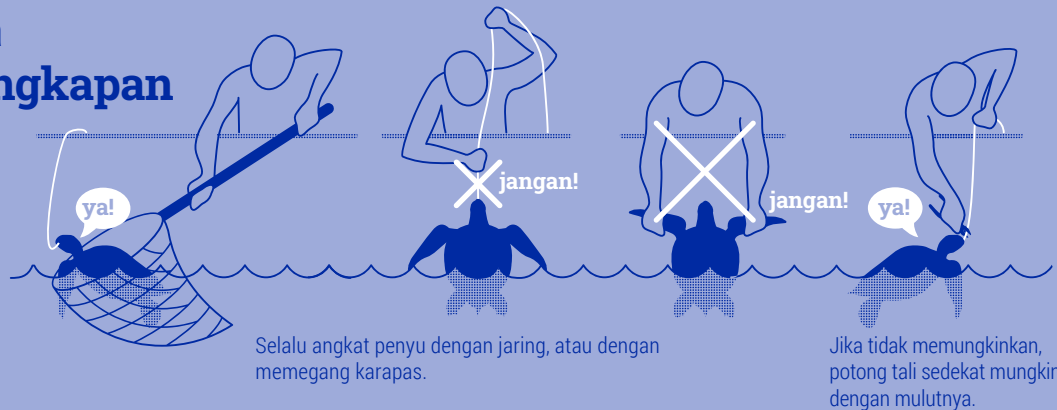 ngkapan
ya!
jangan!
jangan!
ya!
Selalu angkat penyu dengan jaring, atau dengan
memegang karapas.
Jika tidak memungkinkan,
potong tali sedekat mungkin
dengan mulutnya.